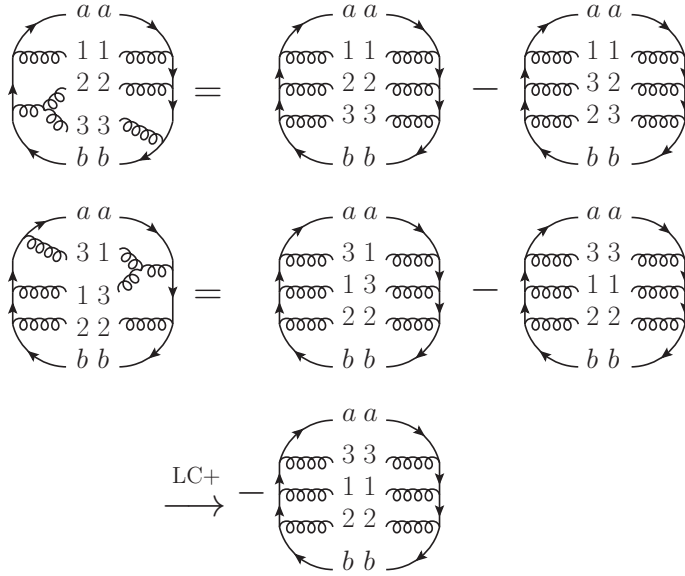 a a a a a a
1 1 1 1 1 1
2 2 = 2 2 − 3 2
3 3 3 3 2 3
b b b b b b
a a a a a a
3 1 3 1 3 3
1 3 = 1 3 − 1 1
2 2 2 2 2 2
b b b b b b
a a
3 3
LC+
⟶ − 1 1
2 2
b b